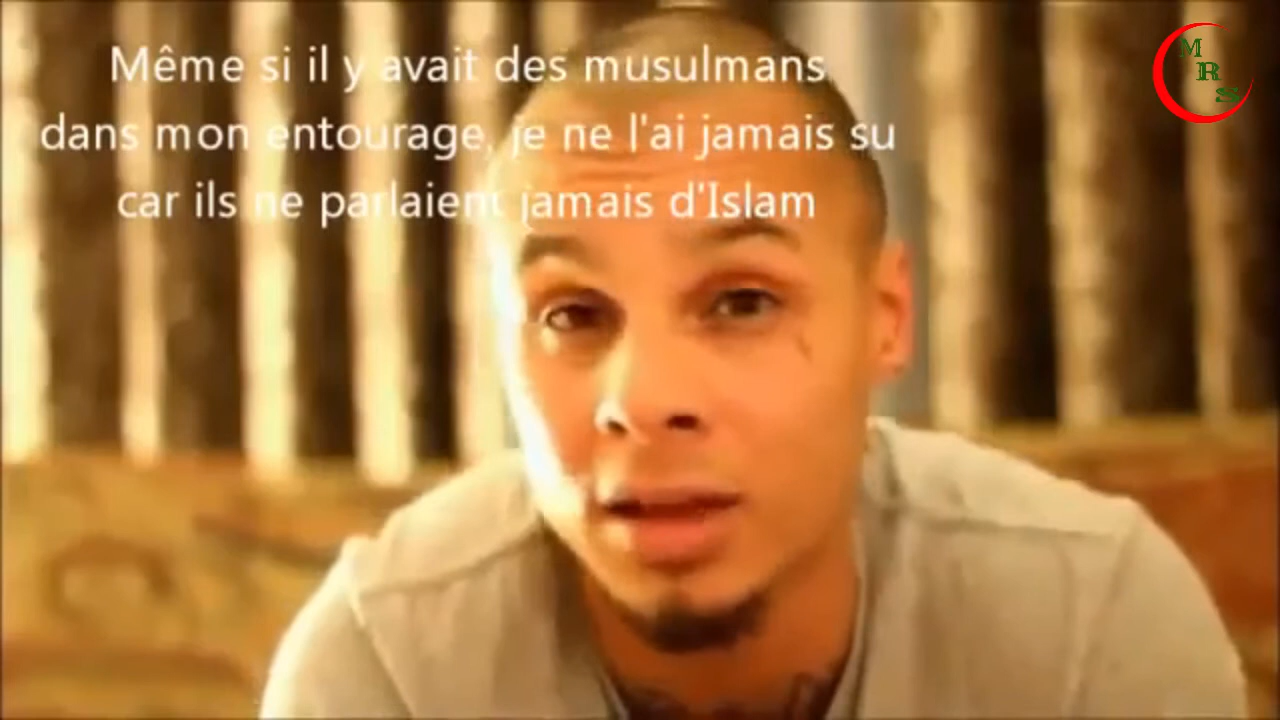 Même si il y avait des musulmans
dans mon entourage, je ne l'ai jamais su
car ils ne parlaient jamais d'Islam
M
R
S